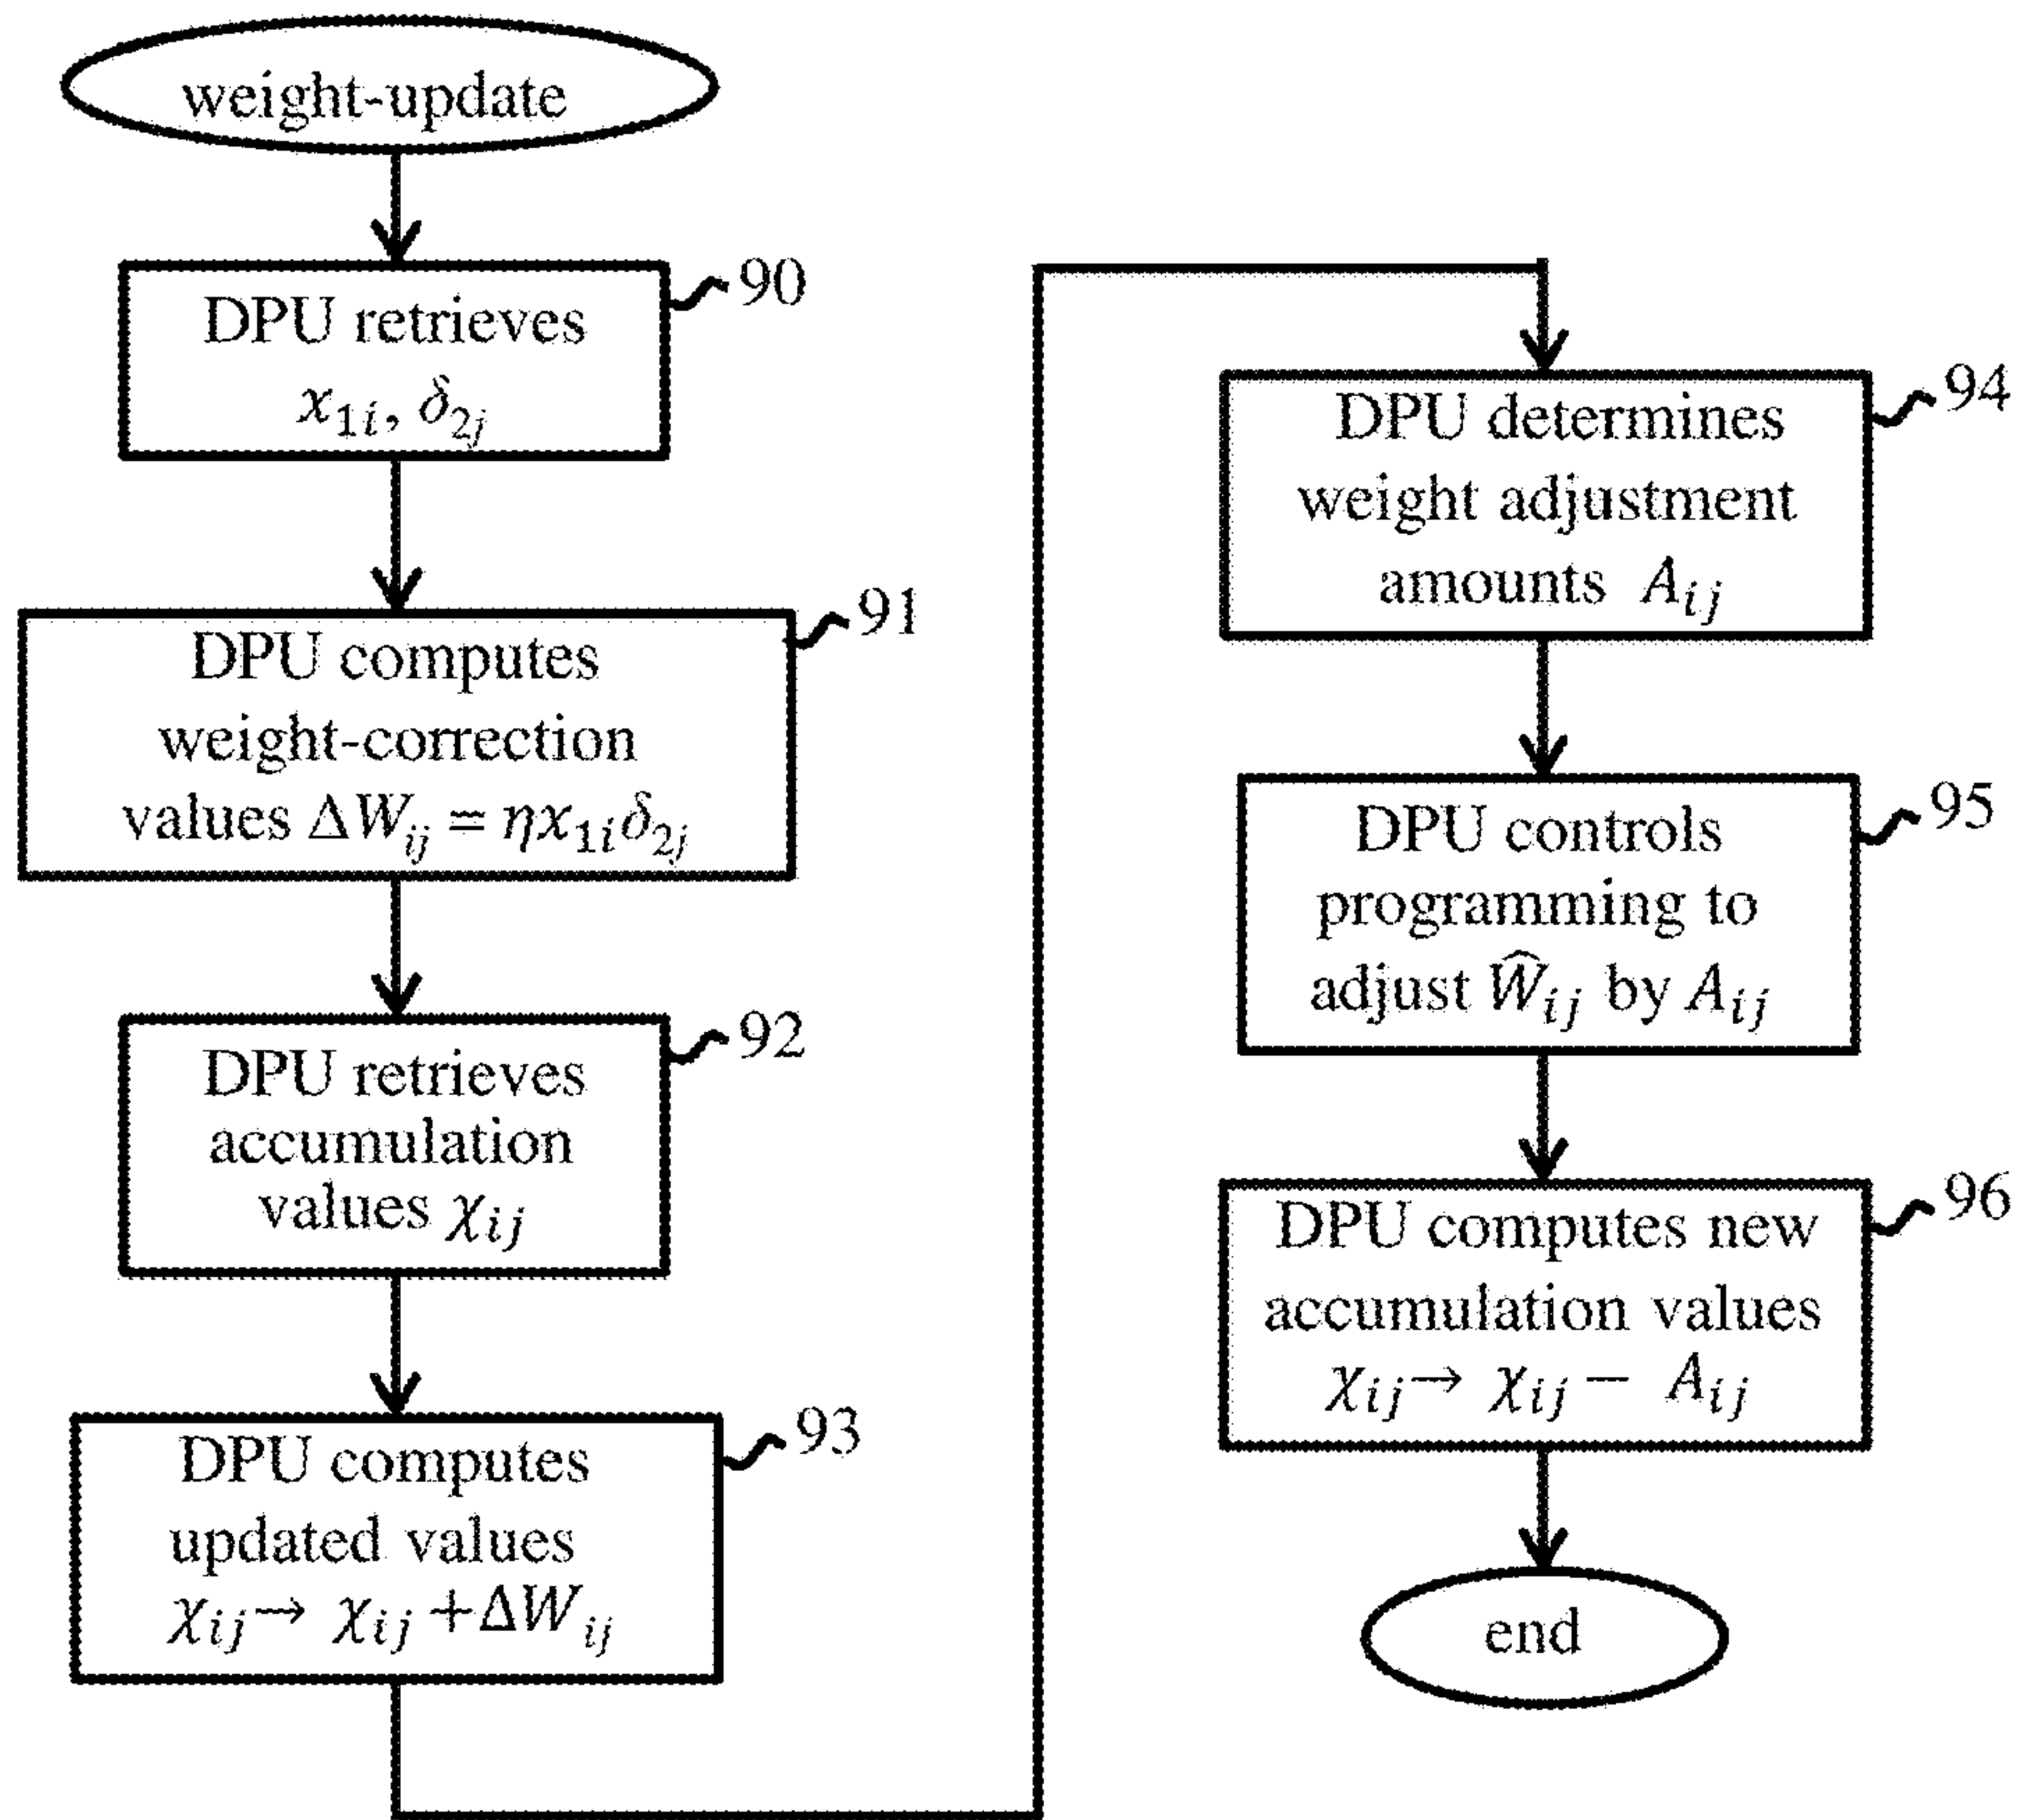 weight-update
90
DPU retrieves
x₁ᵢ, δ₂ⱼ
91
DPU computes
weight-correction
values ΔWᵢⱼ = ηx₁ᵢδ₂ⱼ
92
DPU retrieves
accumulation
values χᵢⱼ
93
DPU computes
updated values
χᵢⱼ→ χᵢⱼ +ΔWᵢⱼ
94
DPU determines
weight adjustment
amounts Aᵢⱼ
95
DPU controls
programming to
adjust Ŵᵢⱼ by Aᵢⱼ
96
DPU computes new
accumulation values
χᵢⱼ→ χᵢⱼ − Aᵢⱼ
end